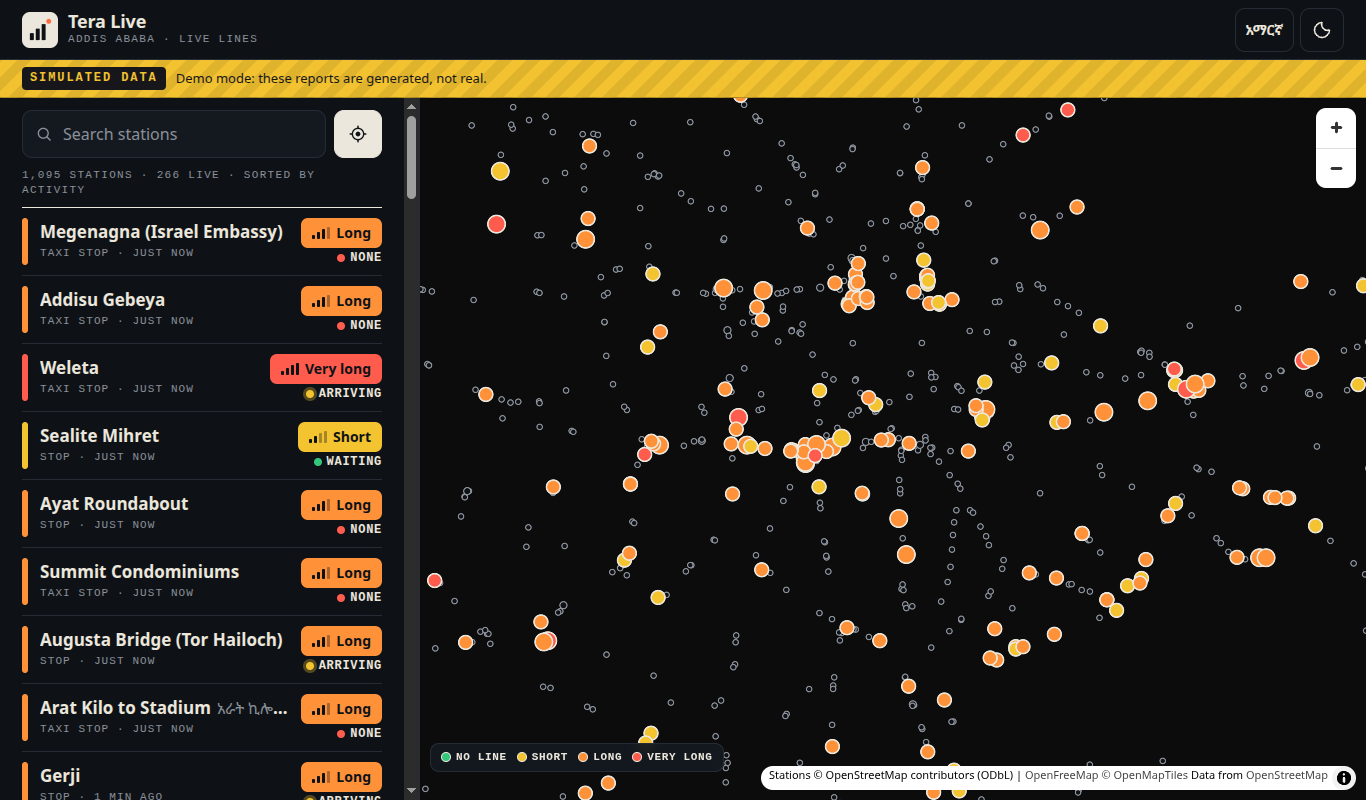 Tera Live
ADDIS ABABA · LIVE LINES
አማርኛ
SIMULATED DATA Demo mode: these reports are generated, not real.
Search stations
1,095 STATIONS · 266 LIVE · SORTED BY
ACTIVITY
Megenagna (Israel Embassy) Long
TAXI STOP · JUST NOW NONE
Addisu Gebeya Long
TAXI STOP · JUST NOW NONE
Weleta Very long
TAXI STOP · JUST NOW ARRIVING
Sealite Mihret Short
STOP · JUST NOW WAITING
Ayat Roundabout Long
STOP · JUST NOW NONE
Summit Condominiums Long
TAXI STOP · JUST NOW NONE
Augusta Bridge (Tor Hailoch) Long
STOP · JUST NOW ARRIVING
Arat Kilo to Stadium አራት ኪሎ... Long
TAXI STOP · JUST NOW NONE
Gerji Long
STOP · 1 MIN AGO ARRIVING
+
−
NO LINE SHORT LONG VERY LONG
Stations © OpenStreetMap contributors (ODbL) | OpenFreeMap © OpenMapTiles Data from OpenStreetMap